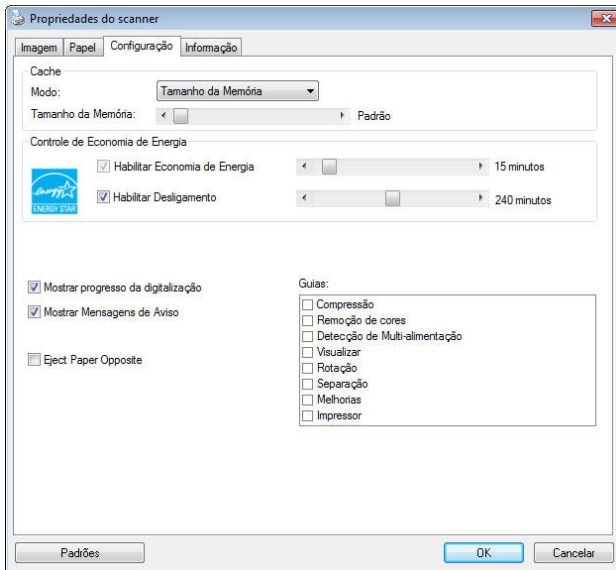 Propriedades do scanner
Imagem Papel Configuração Informação
Cache
Modo: Tamanho da Memória
Tamanho da Memória: Padrão
Controle de Economia de Energia
Habilitar Economia de Energia 15 minutos
Habilitar Desligamento 240 minutos
energy
ENERGY STAR
Mostrar progresso da digitalização
Mostrar Mensagens de Aviso
Eject Paper Opposite
Guias:
Compressão
Remoção de cores
Detecção de Multi-alimentação
Visualizar
Rotação
Separação
Melhorias
Impressor
Padrões OK Cancelar